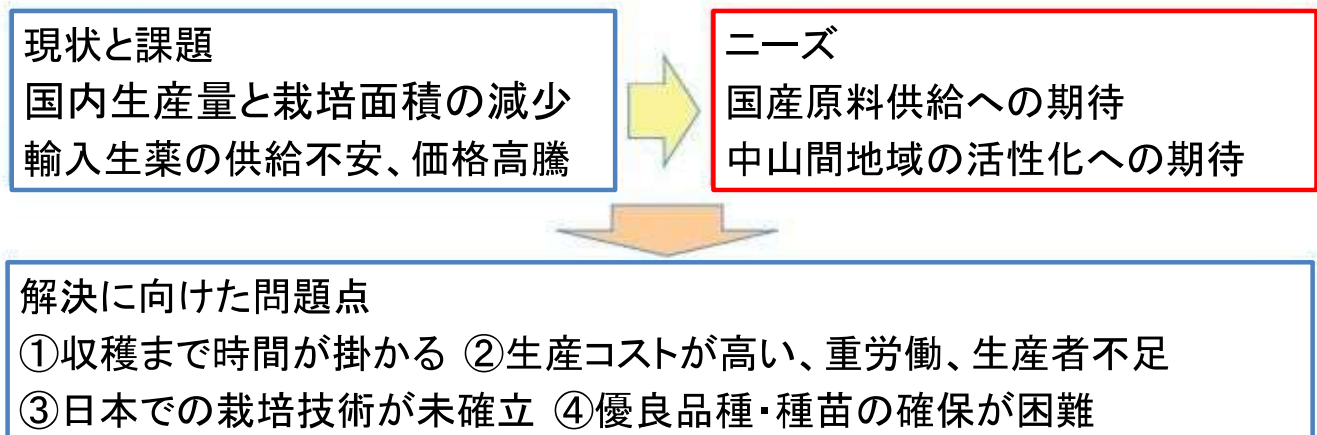 現状と課題
国内生産量と栽培面積の減少
輸入生薬の供給不安、価格高騰
ニーズ
国産原料供給への期待
中山間地域の活性化への期待
解決に向けた問題点
①収穫まで時間が掛かる ②生産コストが高い、重労働、生産者不足
③日本での栽培技術が未確立 ④優良品種・種苗の確保が困難